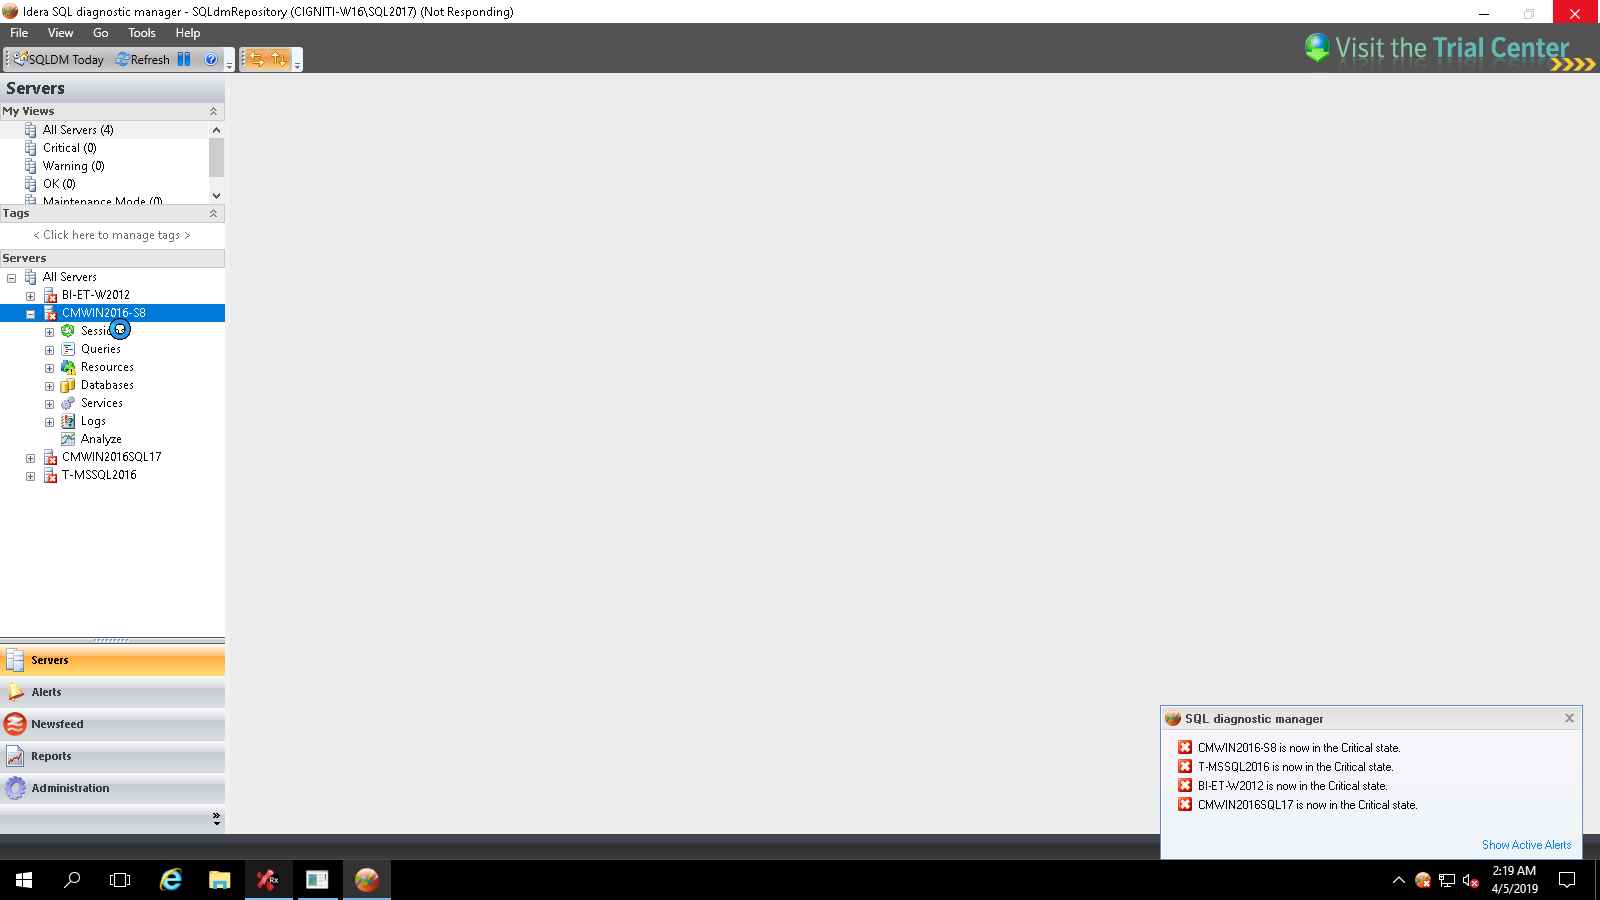 Idera SQL diagnostic manager - SQLdmRepository (CIGNITI-W16\SQL2017) (Not Responding)
File View Go Tools Help
SQLDM Today Refresh
Visit the Trial Center
Servers
My Views
All Servers (4)
Critical (0)
Warning (0)
OK (0)
Maintenance Mode (0)
Tags
< Click here to manage tags >
Servers
All Servers
BI-ET-W2012
CMWIN2016-S8
Sessions
Queries
Resources
Databases
Services
Logs
Analyze
CMWIN2016SQL17
T-MSSQL2016
Servers
Alerts
Newsfeed
Reports
Administration
SQL diagnostic manager
CMWIN2016-S8 is now in the Critical state.
T-MSSQL2016 is now in the Critical state.
BI-ET-W2012 is now in the Critical state.
CMWIN2016SQL17 is now in the Critical state.
Show Active Alerts
2:19 AM
4/5/2019